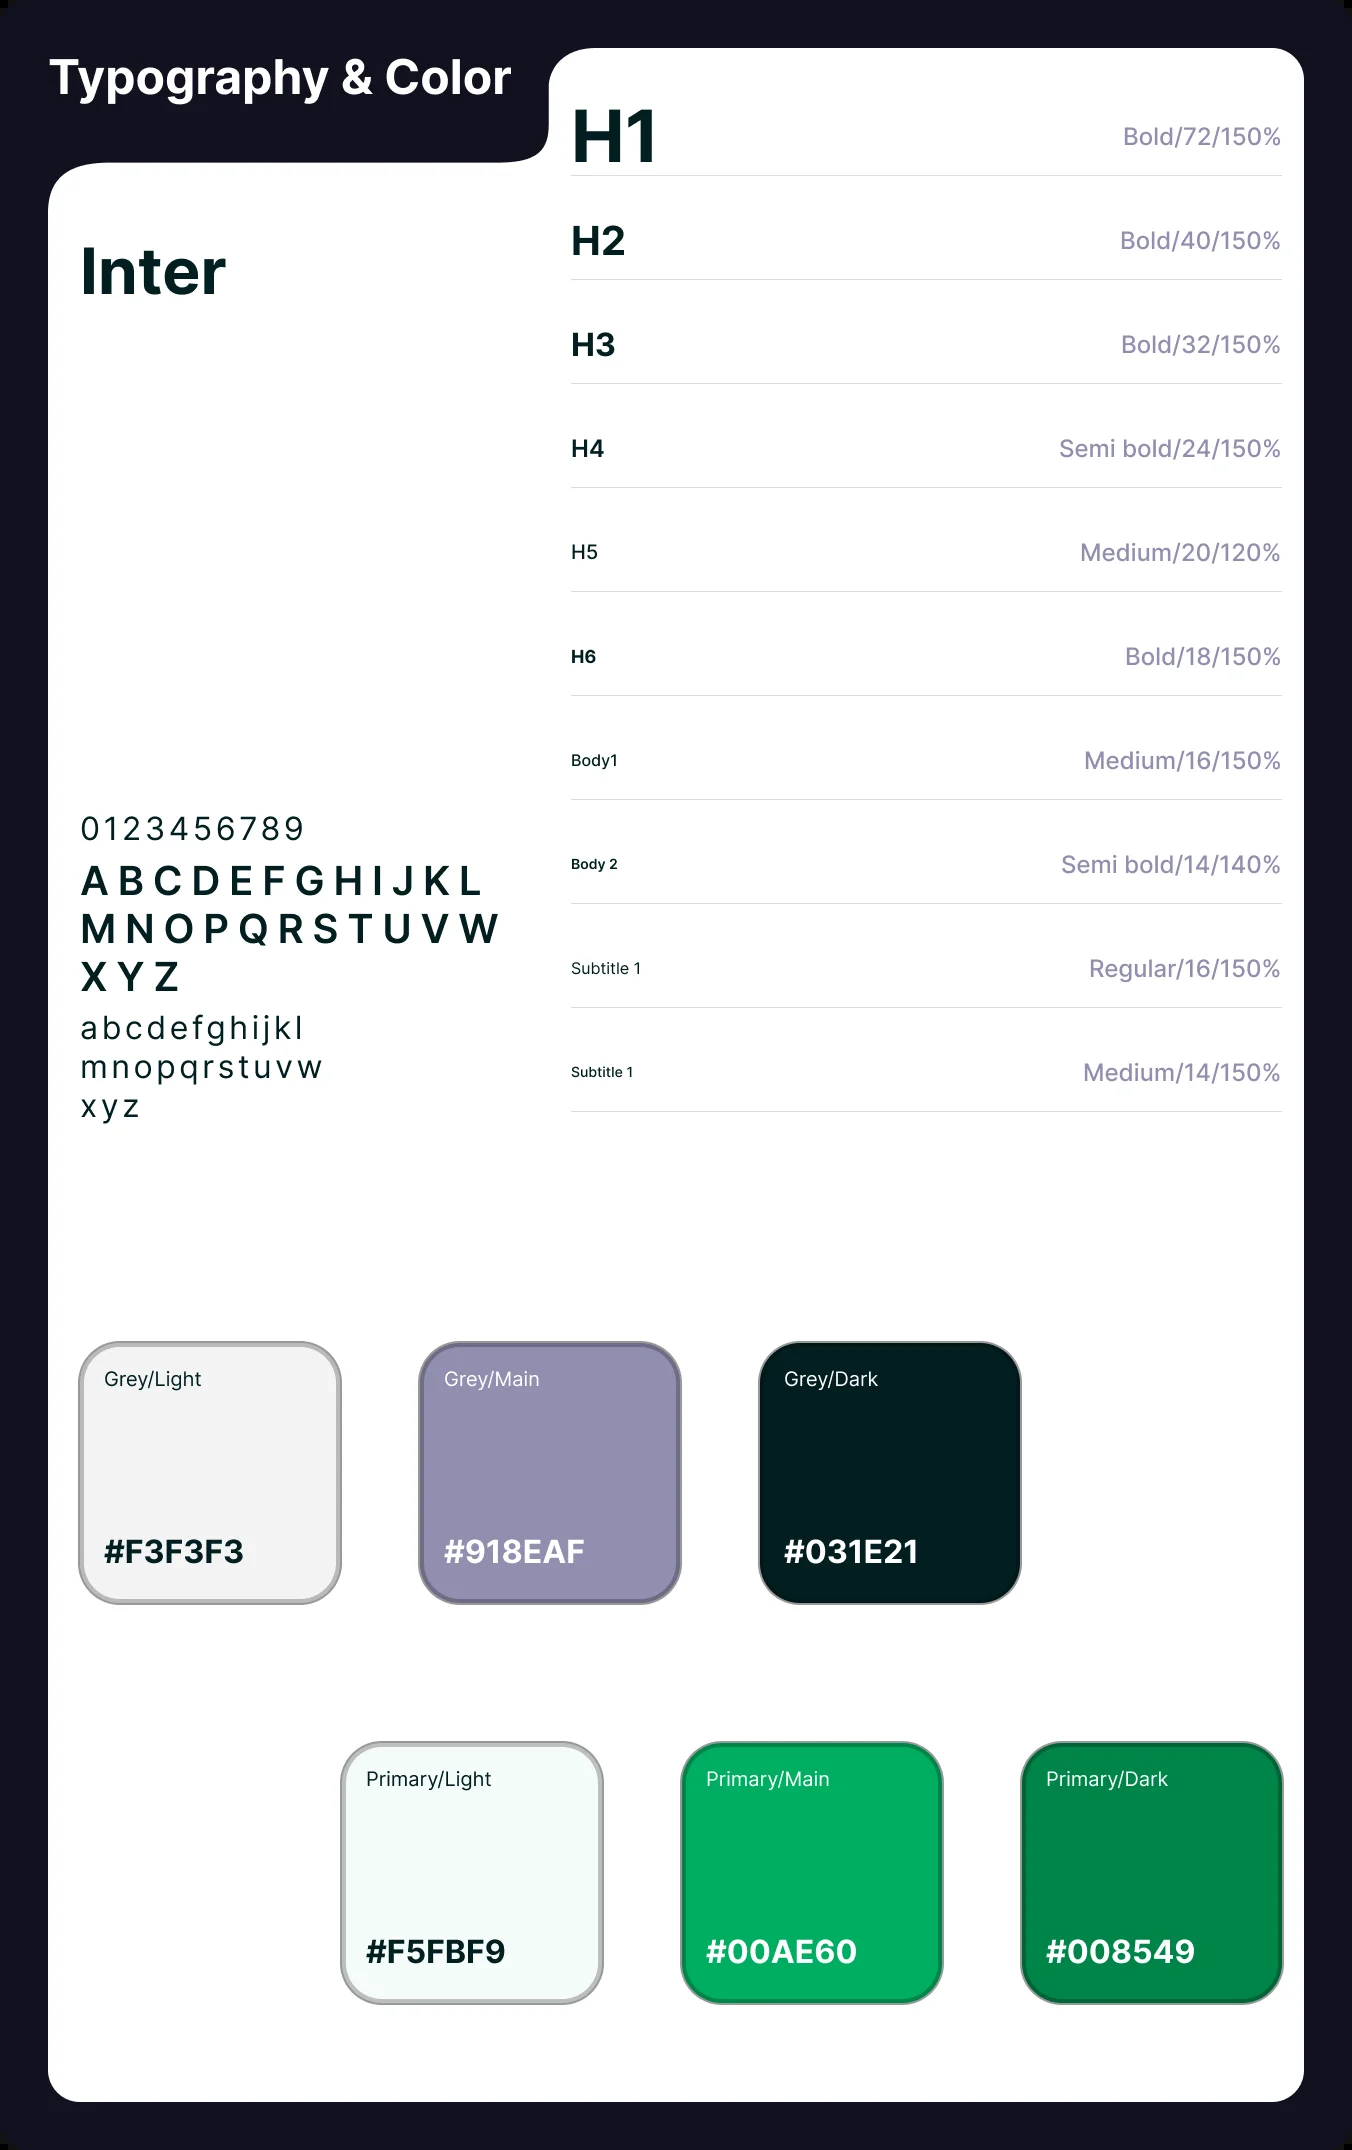 Typography & Color
Inter
0123456789
ABCDEFGHIJKL
MNOPQRSTUVW
XYZ
abcdefghijkl
mnopqrstuvw
xyz
H1 Bold/72/150%
H2 Bold/40/150%
H3 Bold/32/150%
H4 Semi bold/24/150%
H5 Medium/20/120%
H6 Bold/18/150%
Body1 Medium/16/150%
Body 2 Semi bold/14/140%
Subtitle 1 Regular/16/150%
Subtitle 1 Medium/14/150%
Grey/Light
#F3F3F3
Grey/Main
#918EAF
Grey/Dark
#031E21
Primary/Light
#F5FBF9
Primary/Main
#00AE60
Primary/Dark
#008549